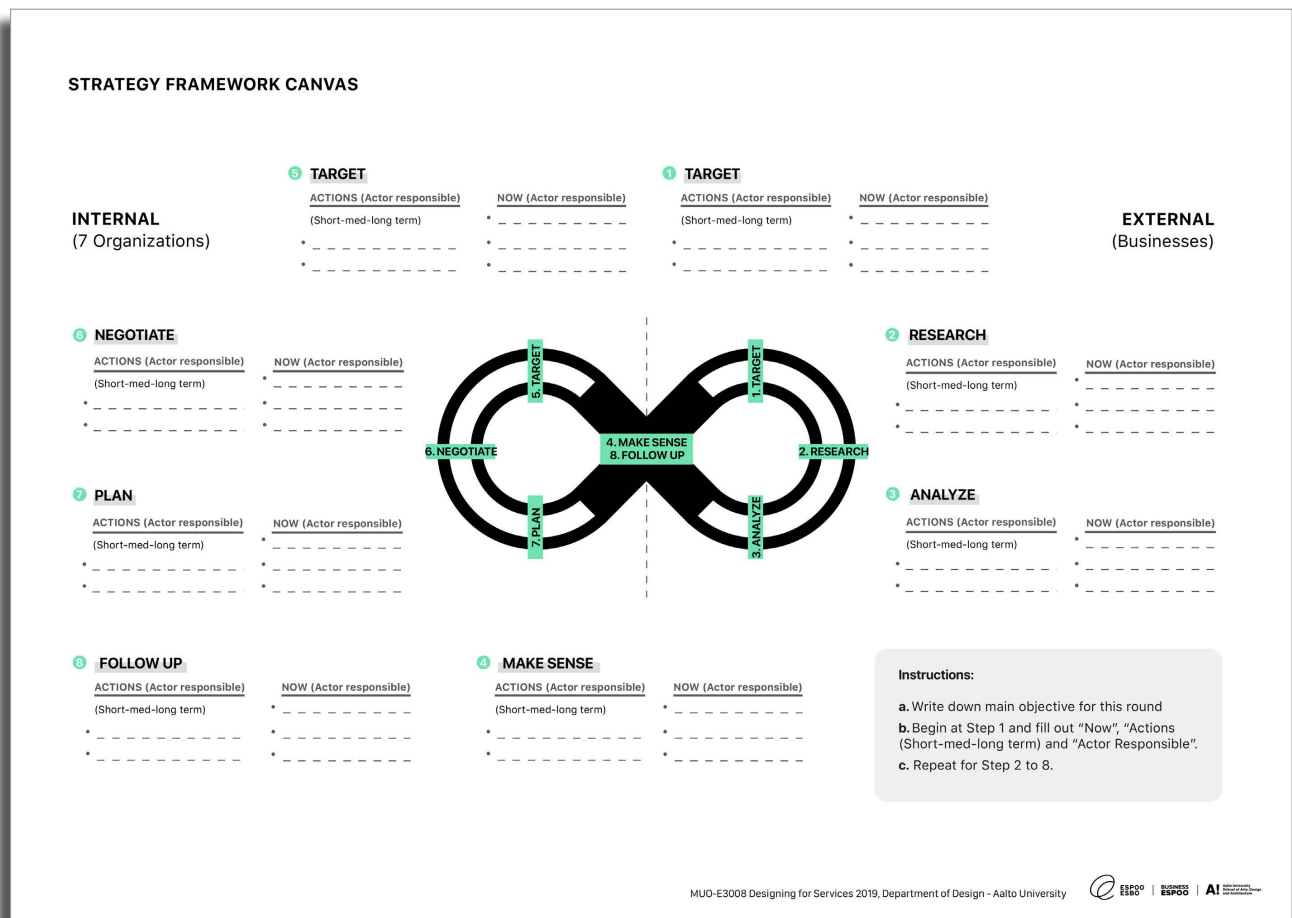 STRATEGY FRAMEWORK CANVAS
INTERNAL
(7 Organizations)
5 TARGET
ACTIONS (Actor responsible) NOW (Actor responsible)
(Short-med-long term)
1 TARGET
ACTIONS (Actor responsible) NOW (Actor responsible)
(Short-med-long term)
EXTERNAL
(Businesses)
6 NEGOTIATE
ACTIONS (Actor responsible) NOW (Actor responsible)
(Short-med-long term)
7 PLAN
ACTIONS (Actor responsible) NOW (Actor responsible)
(Short-med-long term)
5. TARGET
1. TARGET
6. NEGOTIATE
4. MAKE SENSE
8. FOLLOW UP
2. RESEARCH
7. PLAN
3. ANALYZE
2 RESEARCH
ACTIONS (Actor responsible) NOW (Actor responsible)
(Short-med-long term)
3 ANALYZE
ACTIONS (Actor responsible) NOW (Actor responsible)
(Short-med-long term)
8 FOLLOW UP
ACTIONS (Actor responsible) NOW (Actor responsible)
(Short-med-long term)
4 MAKE SENSE
ACTIONS (Actor responsible) NOW (Actor responsible)
(Short-med-long term)
Instructions:
a. Write down main objective for this round
b. Begin at Step 1 and fill out “Now”, “Actions
(Short-med-long term) and “Actor Responsible”.
c. Repeat for Step 2 to 8.
MUO-E3008 Designing for Services 2019, Department of Design - Aalto University
ESPOO
ESBO
BUSINESS
ESPOO
A!
Aalto University
School of Arts, Design
and Architecture